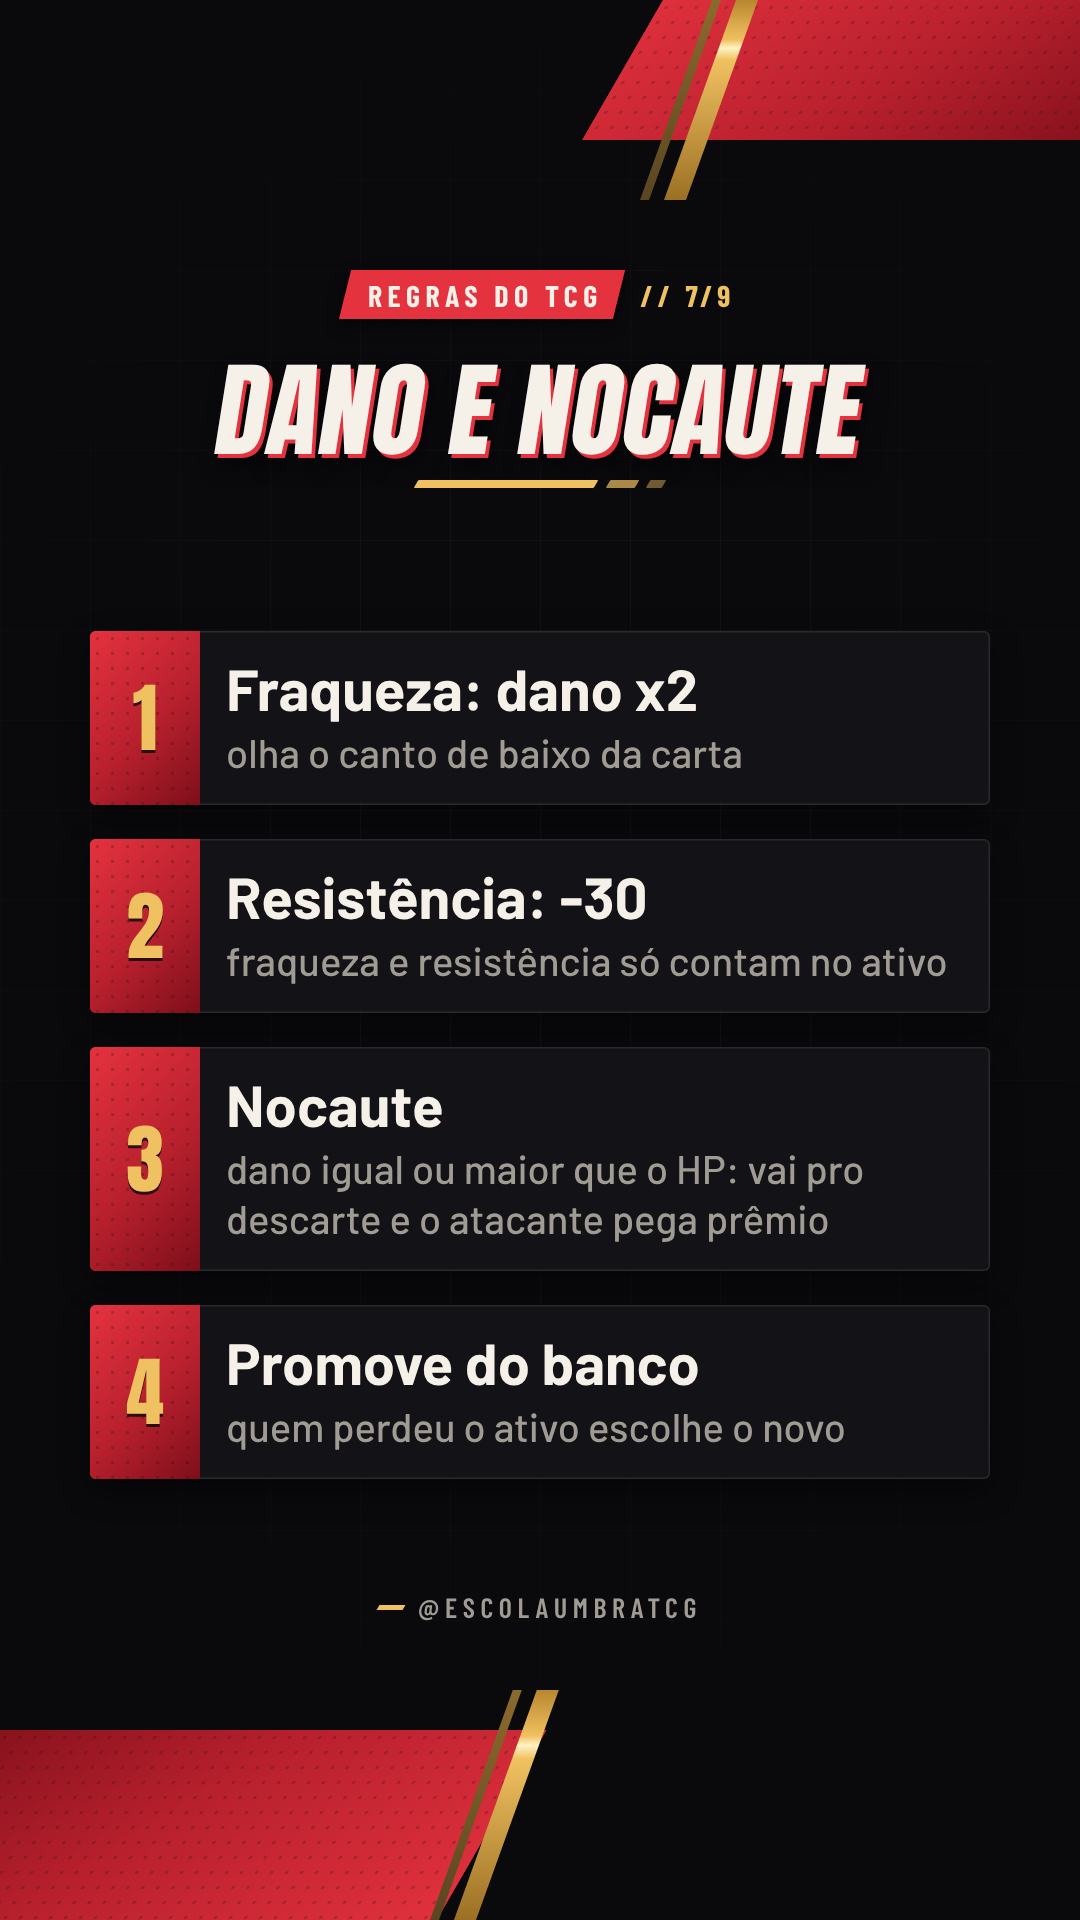 REGRAS DO TCG // 7/9
DANO E NOCAUTE
1
Fraqueza: dano x2
olha o canto de baixo da carta
2
Resistência: -30
fraqueza e resistência só contam no ativo
3
Nocaute
dano igual ou maior que o HP: vai pro
descarte e o atacante pega prêmio
4
Promove do banco
quem perdeu o ativo escolhe o novo
@ESCOLAUMBRATCG